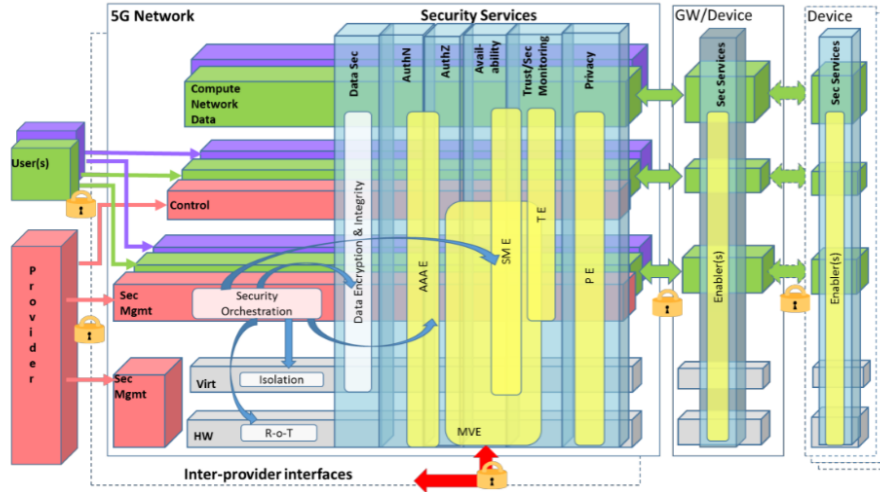 5G Network
Security Services
GW/Device
Device
Data Sec
AuthN
AuthZ
Avail-
ability
Trust/Sec
Monitoring
Privacy
Sec Services
Sec Services
Compute
Network
Data
User(s)
Control
Provider
Sec
Mgmt
Security
Orchestration
Data Encryption & Integrity
AAA E
SM E
T E
P E
Enabler(s)
Enabler(s)
Sec
Mgmt
Virt
Isolation
HW
R-o-T
MVE
Inter-provider interfaces